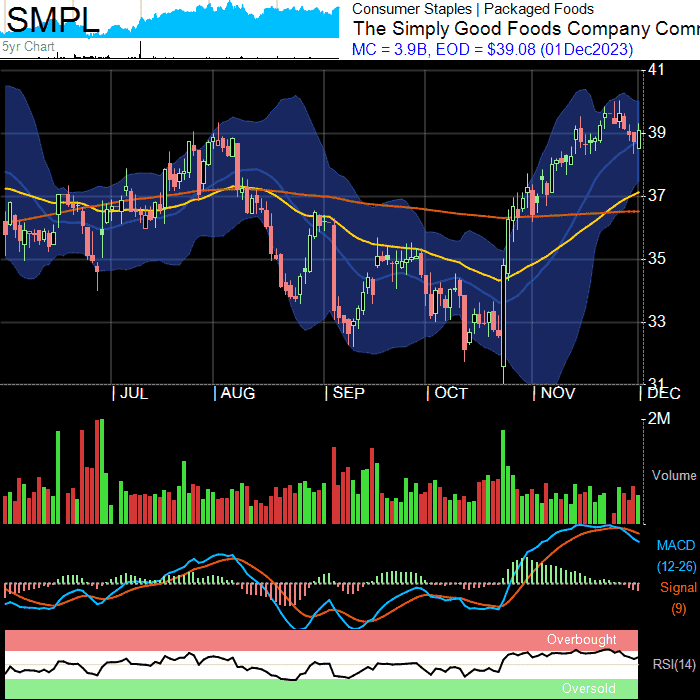 SMPL
5yr Chart
Consumer Staples | Packaged Foods
The Simply Good Foods Company Comm
MC = 3.9B, EOD = $39.08 (01Dec2023)
41
39
37
35
33
31
| JUL | AUG | SEP | OCT | NOV | DEC
2M
Volume
MACD
(12-26)
Signal
(9)
Overbought
RSI(14)
Oversold